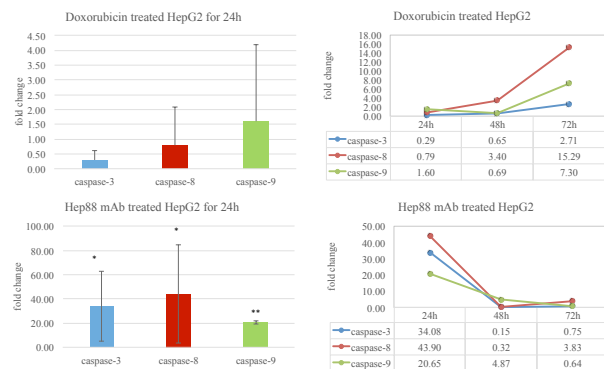 Doxorubicin treated HepG2 for 24h
4.50
4.00
3.50
3.00
2.50
2.00
1.50
1.00
0.50
0.00
fold change
caspase-3 caspase-8 caspase-9
Doxorubicin treated HepG2
18.00
16.00
14.00
12.00
10.00
8.00
6.00
4.00
2.00
0.00
fold change
24h 48h 72h
caspase-3 0.29 0.65 2.71
caspase-8 0.79 3.40 15.29
caspase-9 1.60 0.69 7.30
Hep88 mAb treated HepG2 for 24h
100.00
80.00
60.00
40.00
20.00
0.00
fold change
* * **
caspase-3 caspase-8 caspase-9
Hep88 mAb treated HepG2
50.00
40.00
30.00
20.00
10.00
0.00
fold change
24h 48h 72h
caspase-3 34.08 0.15 0.75
caspase-8 43.90 0.32 3.83
caspase-9 20.65 4.87 0.64